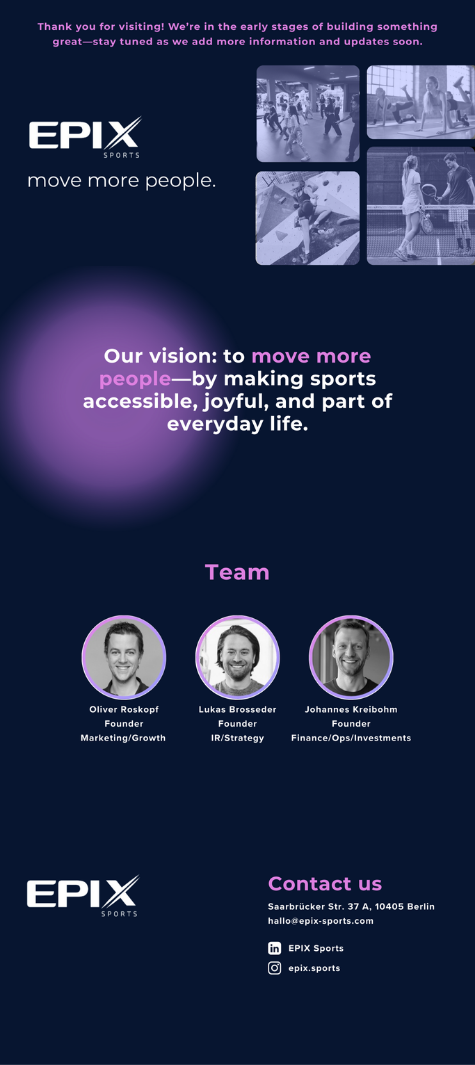 Thank you for visiting! We’re in the early stages of building something
great—stay tuned as we add more information and updates soon.
EPIX
SPORTS
move more people.
Our vision: to move more
people—by making sports
accessible, joyful, and part of
everyday life.
Team
Oliver Roskopf
Founder
Marketing/Growth
Lukas Brosseder
Founder
IR/Strategy
Johannes Kreibohm
Founder
Finance/Ops/Investments
EPIX
SPORTS
Contact us
Saarbrücker Str. 37 A, 10405 Berlin
hallo@epix-sports.com
EPIX Sports
epix.sports